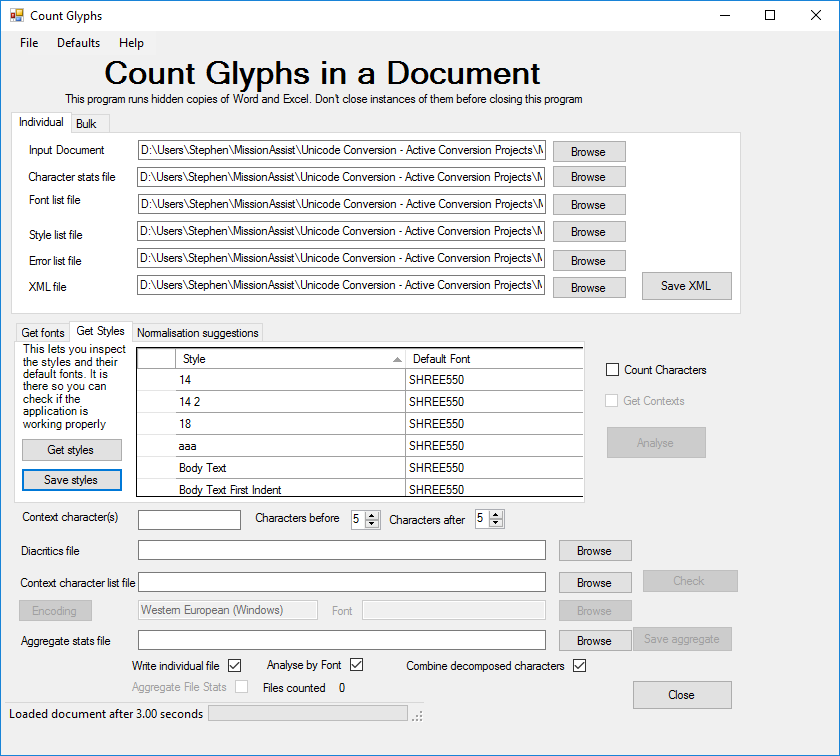 Count Glyphs
File Defaults Help
Count Glyphs in a Document
This program runs hidden copies of Word and Excel. Don't close instances of them before closing this program
Individual Bulk
Input Document D:\Users\Stephen\MissionAssist\Unicode Conversion - Active Conversion Projects\ Browse
Character stats file D:\Users\Stephen\MissionAssist\Unicode Conversion - Active Conversion Projects\ Browse
Font list file D:\Users\Stephen\MissionAssist\Unicode Conversion - Active Conversion Projects\ Browse
Style list file D:\Users\Stephen\MissionAssist\Unicode Conversion - Active Conversion Projects\ Browse
Error list file D:\Users\Stephen\MissionAssist\Unicode Conversion - Active Conversion Projects\ Browse
XML file D:\Users\Stephen\MissionAssist\Unicode Conversion - Active Conversion Projects\ Browse Save XML
Get fonts Get Styles Normalisation suggestions
This lets you inspect
the styles and their
default fonts. It is
there so you can
check if the
application is
working properly
Get styles
Save styles
Style Default Font
14 SHREE550
14 2 SHREE550
18 SHREE550
aaa SHREE550
Body Text SHREE550
Body Text First Indent SHREE550
Count Characters
Get Contexts
Analyse
Context character(s) Characters before 5 Characters after 5
Diacritics file Browse
Context character list file Browse Check
Encoding Western European (Windows) Font Browse
Aggregate stats file Browse Save aggregate
Write individual file Analyse by Font Combine decomposed characters
Aggregate File Stats Files counted 0
Close
Loaded document after 3.00 seconds